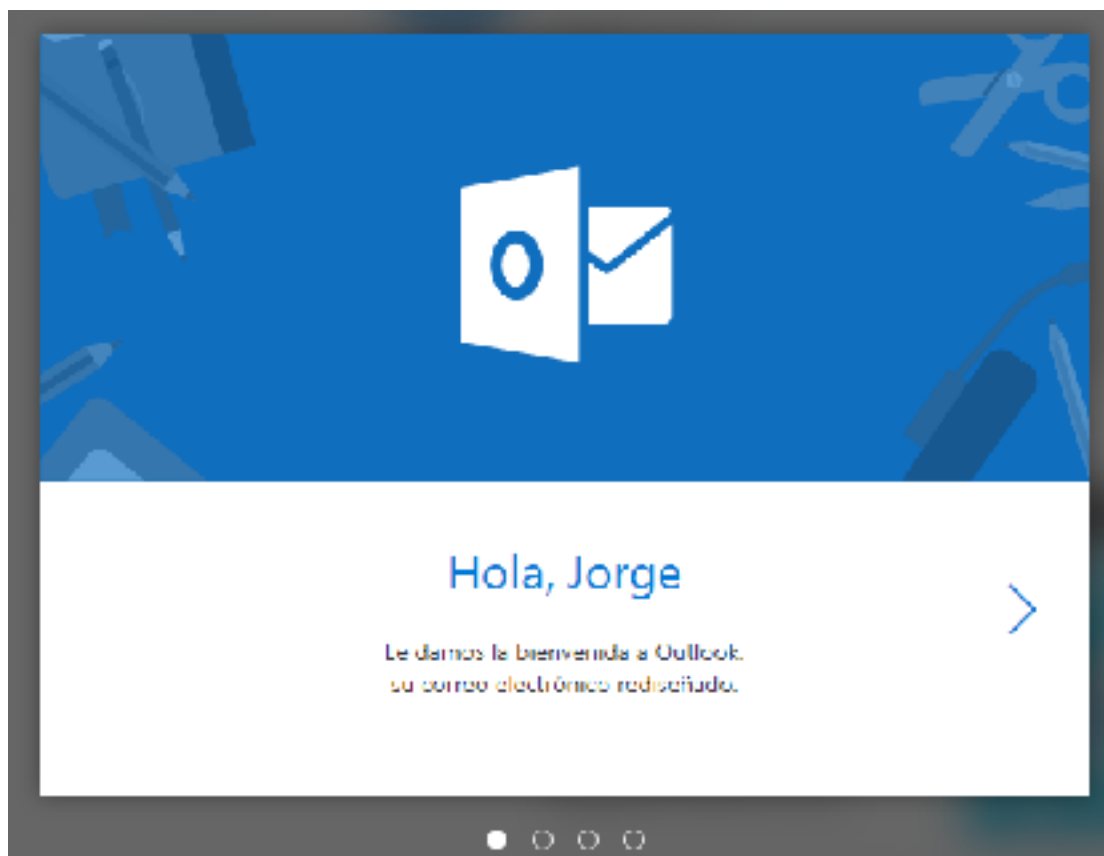 Hola, Jorge
Le damos la bienvenida a Outlook,
su correo electrónico rediseñado.